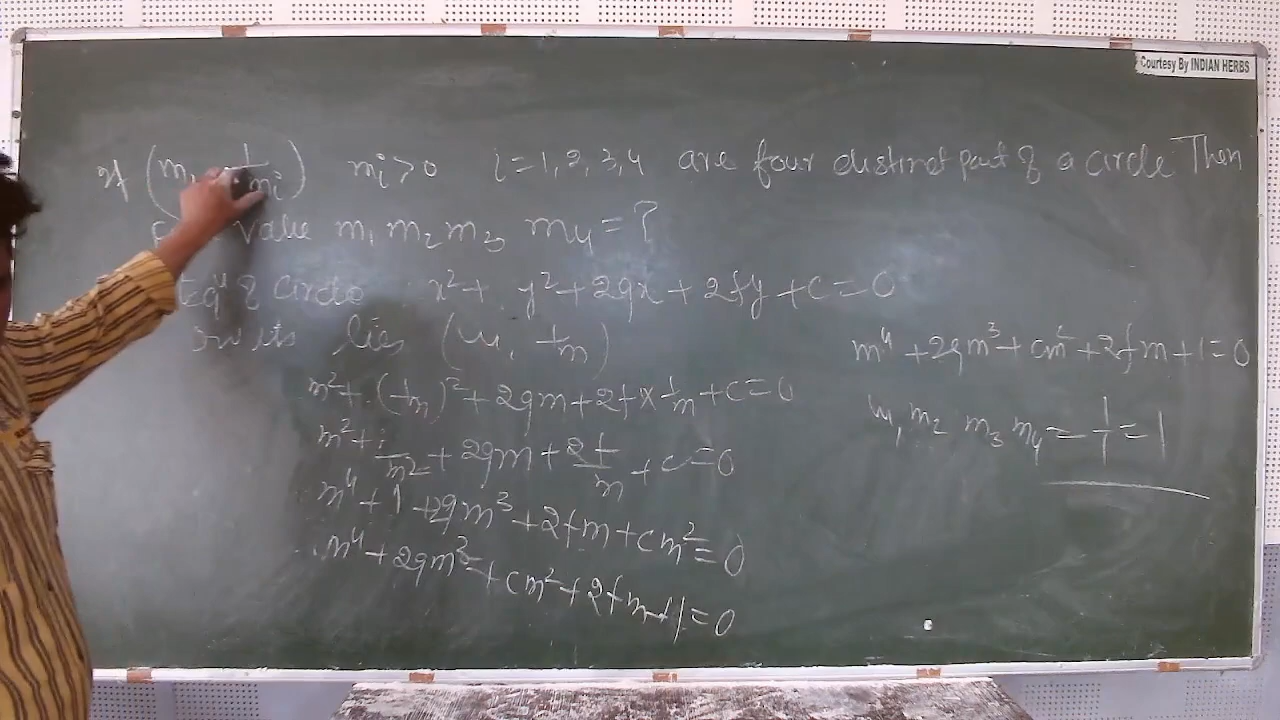 Courtesy By INDIAN HERBS
If (mi, 1/mi) mi > 0 i = 1, 2, 3, 4 are four distinct part of a circle Then
value m₁ m₂ m₃ m₄ = ?
Eqⁿ of Circle x² + y² + 2gx + 2fy + c = 0
lies (m, 1/m)
m² + (1/m)² + 2gm + 2f × 1/m + c = 0
m² + 1/m² + 2gm + 2f/m + c = 0
m⁴ + 1 + 2gm³ + 2fm + cm² = 0
m⁴ + 2gm³ + cm² + 2fm + 1 = 0
m⁴ + 2gm³ + cm² + 2fm + 1 = 0
m₁ m₂ m₃ m₄ = 1/1 = 1